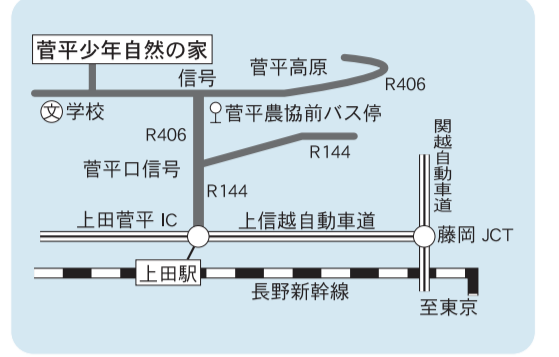 菅平少年自然の家
信号
菅平高原
R406
文
学校
菅平農協前バス停
R406
R144
菅平口信号
R144
関越自動車道
上田菅平 IC
上信越自動車道
藤岡 JCT
上田駅
長野新幹線
至東京